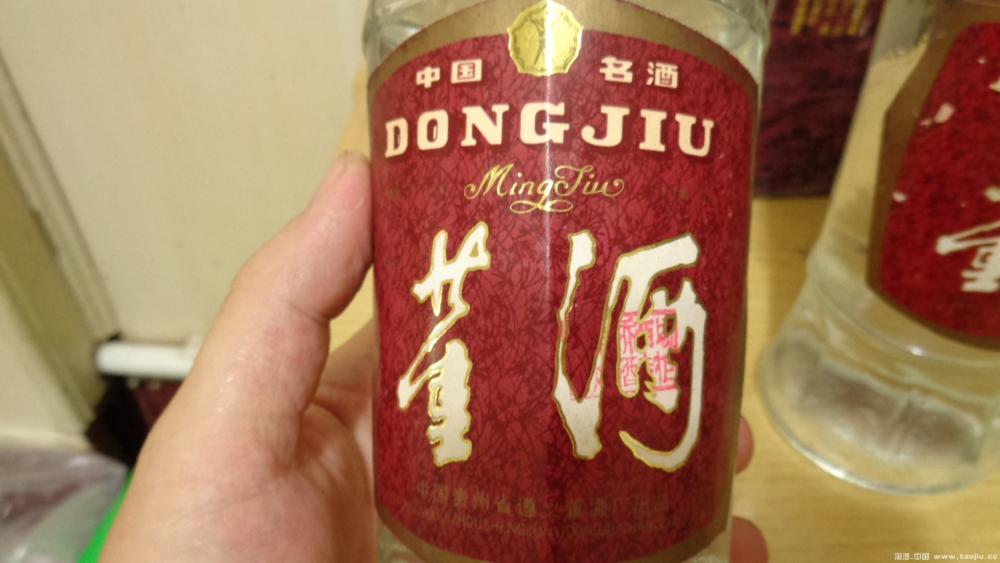 中国 名酒
DONGJIU
MingJiu
董酒
中国贵州省遵义董酒厂出品
淘酒.中国 www.taojiu.cc